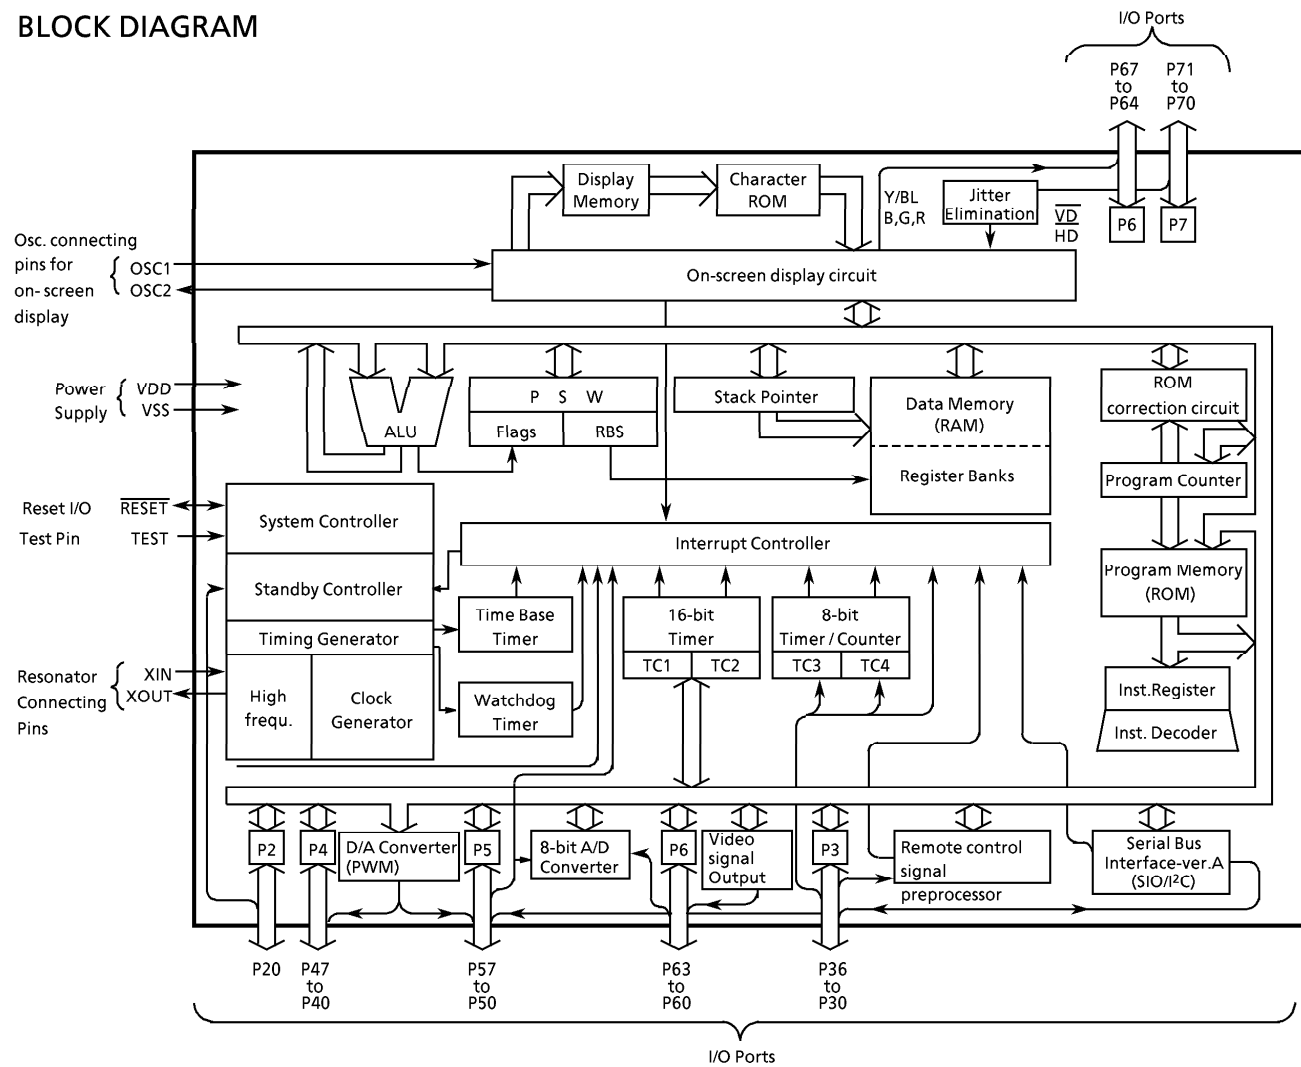 BLOCK DIAGRAM
I/O Ports
P67
to
P64
P71
to
P70
Display
Memory
Character
ROM
Y/BL
B,G,R
Jitter
Elimination
V̅D̅
H̅D̅
P6
P7
Osc. connecting
pins for
on- screen
display
OSC1
OSC2
On-screen display circuit
Power
Supply
VDD
VSS
ALU
P S W
Flags
RBS
Stack Pointer
Data Memory
(RAM)
Register Banks
ROM
correction circuit
Program Counter
Reset I/O
R̅E̅S̅E̅T̅
Test Pin
TEST
System Controller
Interrupt Controller
Standby Controller
Program Memory
(ROM)
Timing Generator
Time Base
Timer
16-bit
Timer
TC1
TC2
8-bit
Timer / Counter
TC3
TC4
Resonator
Connecting
Pins
XIN
XOUT
High
frequ.
Clock
Generator
Watchdog
Timer
Inst.Register
Inst. Decoder
P2
P4
D/A Converter
(PWM)
P5
8-bit A/D
Converter
P6
Video
signal
Output
P3
Remote control
signal
preprocessor
Serial Bus
Interface-ver.A
(SIO/I²C)
P20
P47
to
P40
P57
to
P50
P63
to
P60
P36
to
P30
I/O Ports